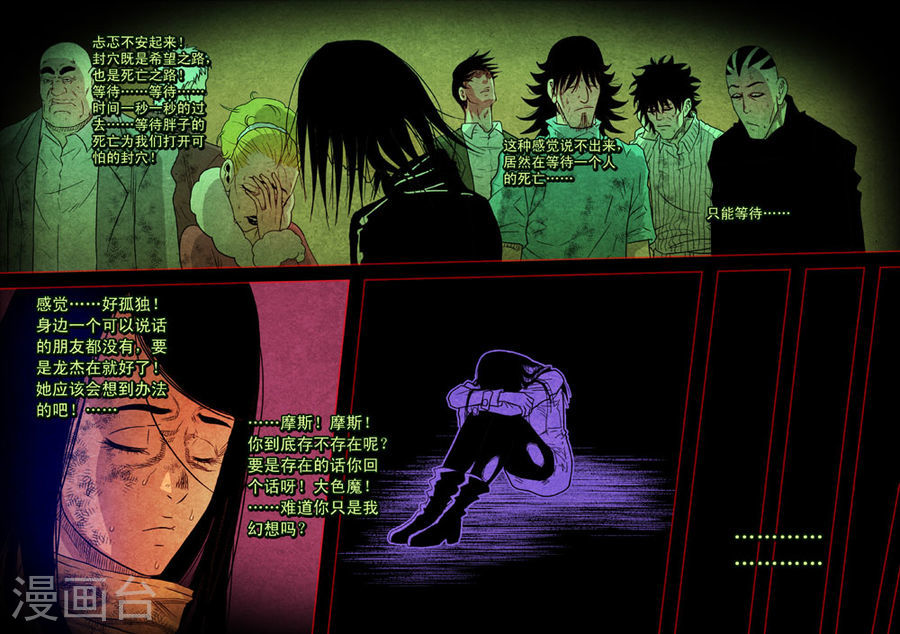 忐忑不安起来！
封穴既是希望之路，
也是死亡之路！
等待……等待……
时间一秒一秒的过
去……等待胖子的
死亡为我们打开可
怕的封穴！
这种感觉说不出来，
居然在等待一个人
的死亡……
只能等待……
感觉……好孤独！
身边一个可以说话
的朋友都没有，要
是龙杰在就好了！
她应该会想到办法
的吧！……
……摩斯！摩斯！
你到底存不存在呢？
要是存在的话你回
个话呀！大色魔！
……难道你只是我
幻想吗？
…………
…………
漫画台